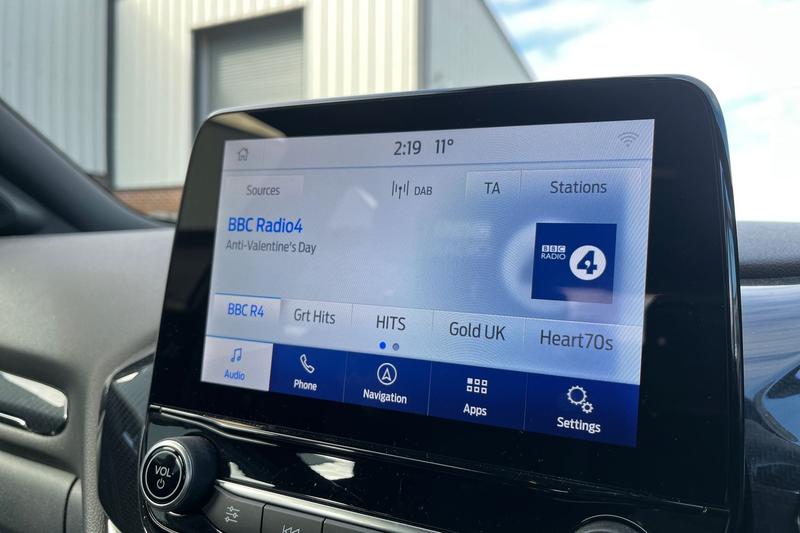 2:19 11°
Sources
DAB
TA
Stations
BBC Radio4
Anti-Valentine's Day
BBC
RADIO
4
BBC R4
Grt Hits
HITS
Gold UK
Heart70s
Audio
Phone
Navigation
Apps
Settings
VOL